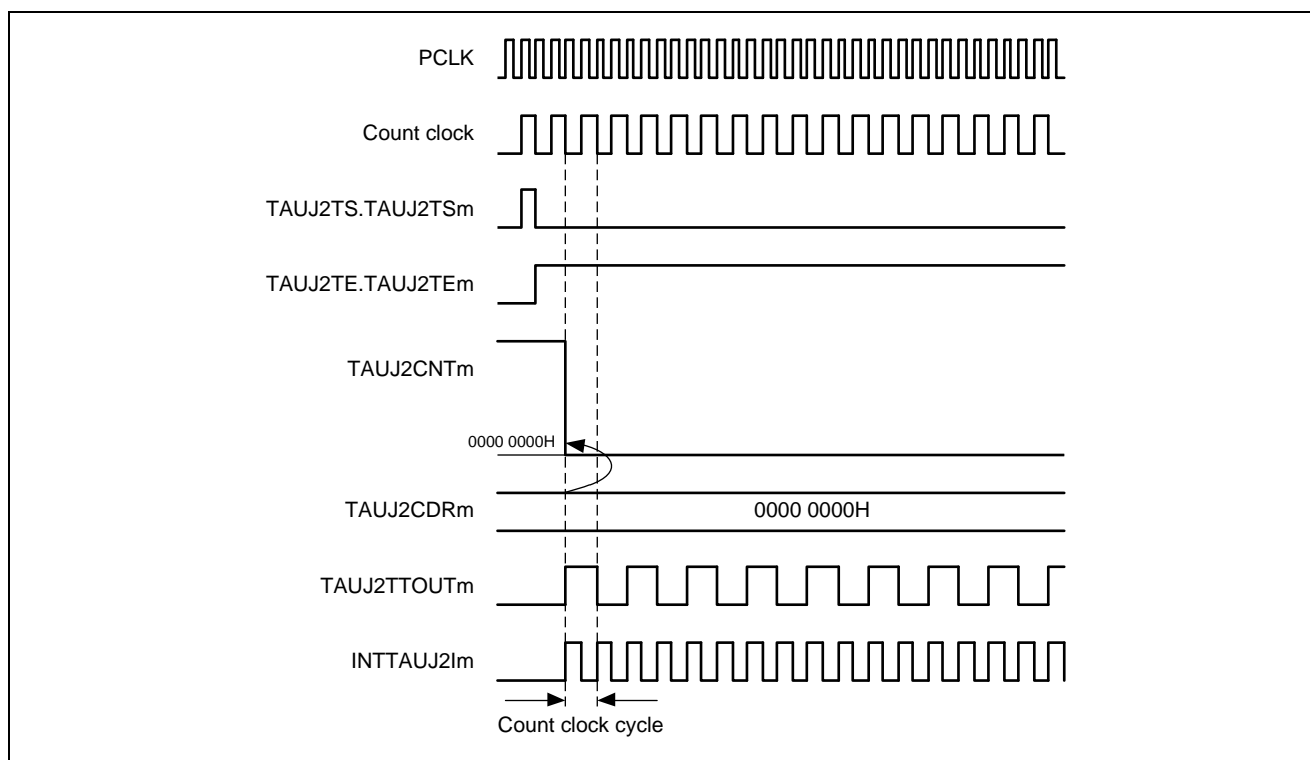 PCLK
Count clock
TAUJ2TS.TAUJ2TSm
TAUJ2TE.TAUJ2TEm
TAUJ2CNTm
0000 0000H
TAUJ2CDRm
0000 0000H
TAUJ2TTOUTm
INTTAUJ2Im
Count clock cycle